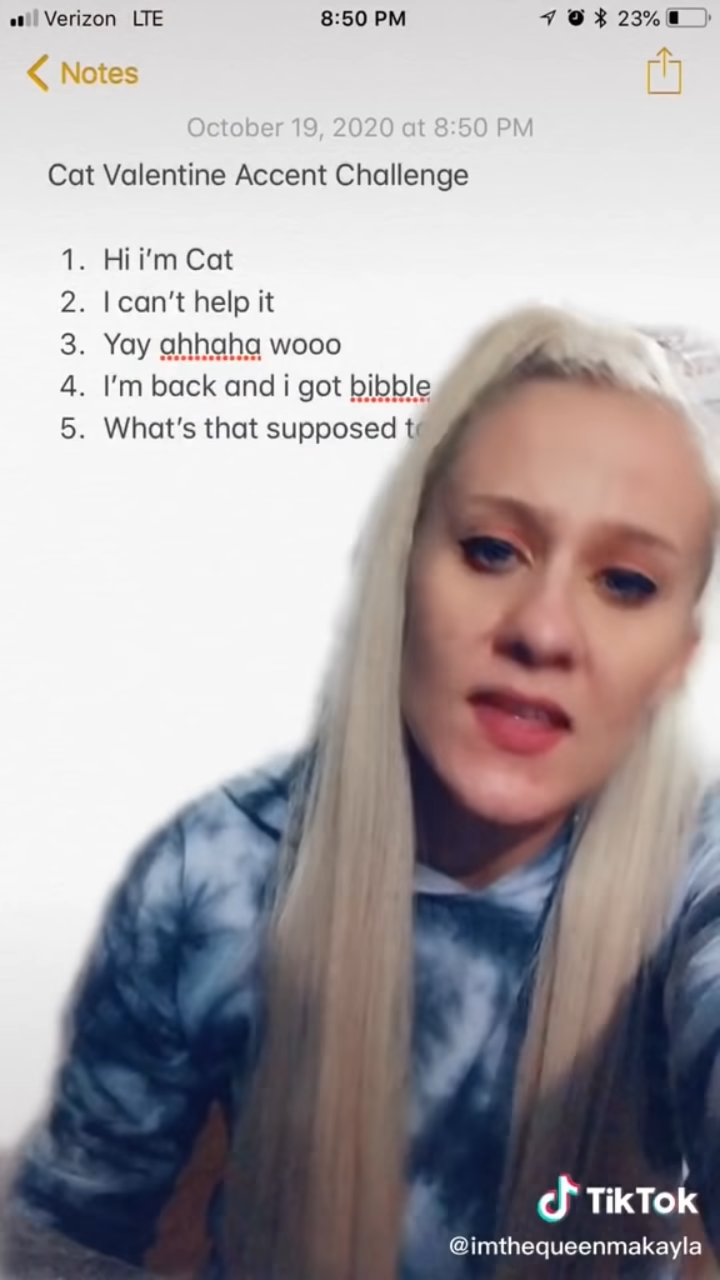 Verizon LTE 8:50 PM 23%
Notes
October 19, 2020 at 8:50 PM
Cat Valentine Accent Challenge
1. Hi i'm Cat
2. I can't help it
3. Yay ahhaha wooo
4. I'm back and i got bibble
5. What's that supposed
TikTok
@imthequeenmakayla